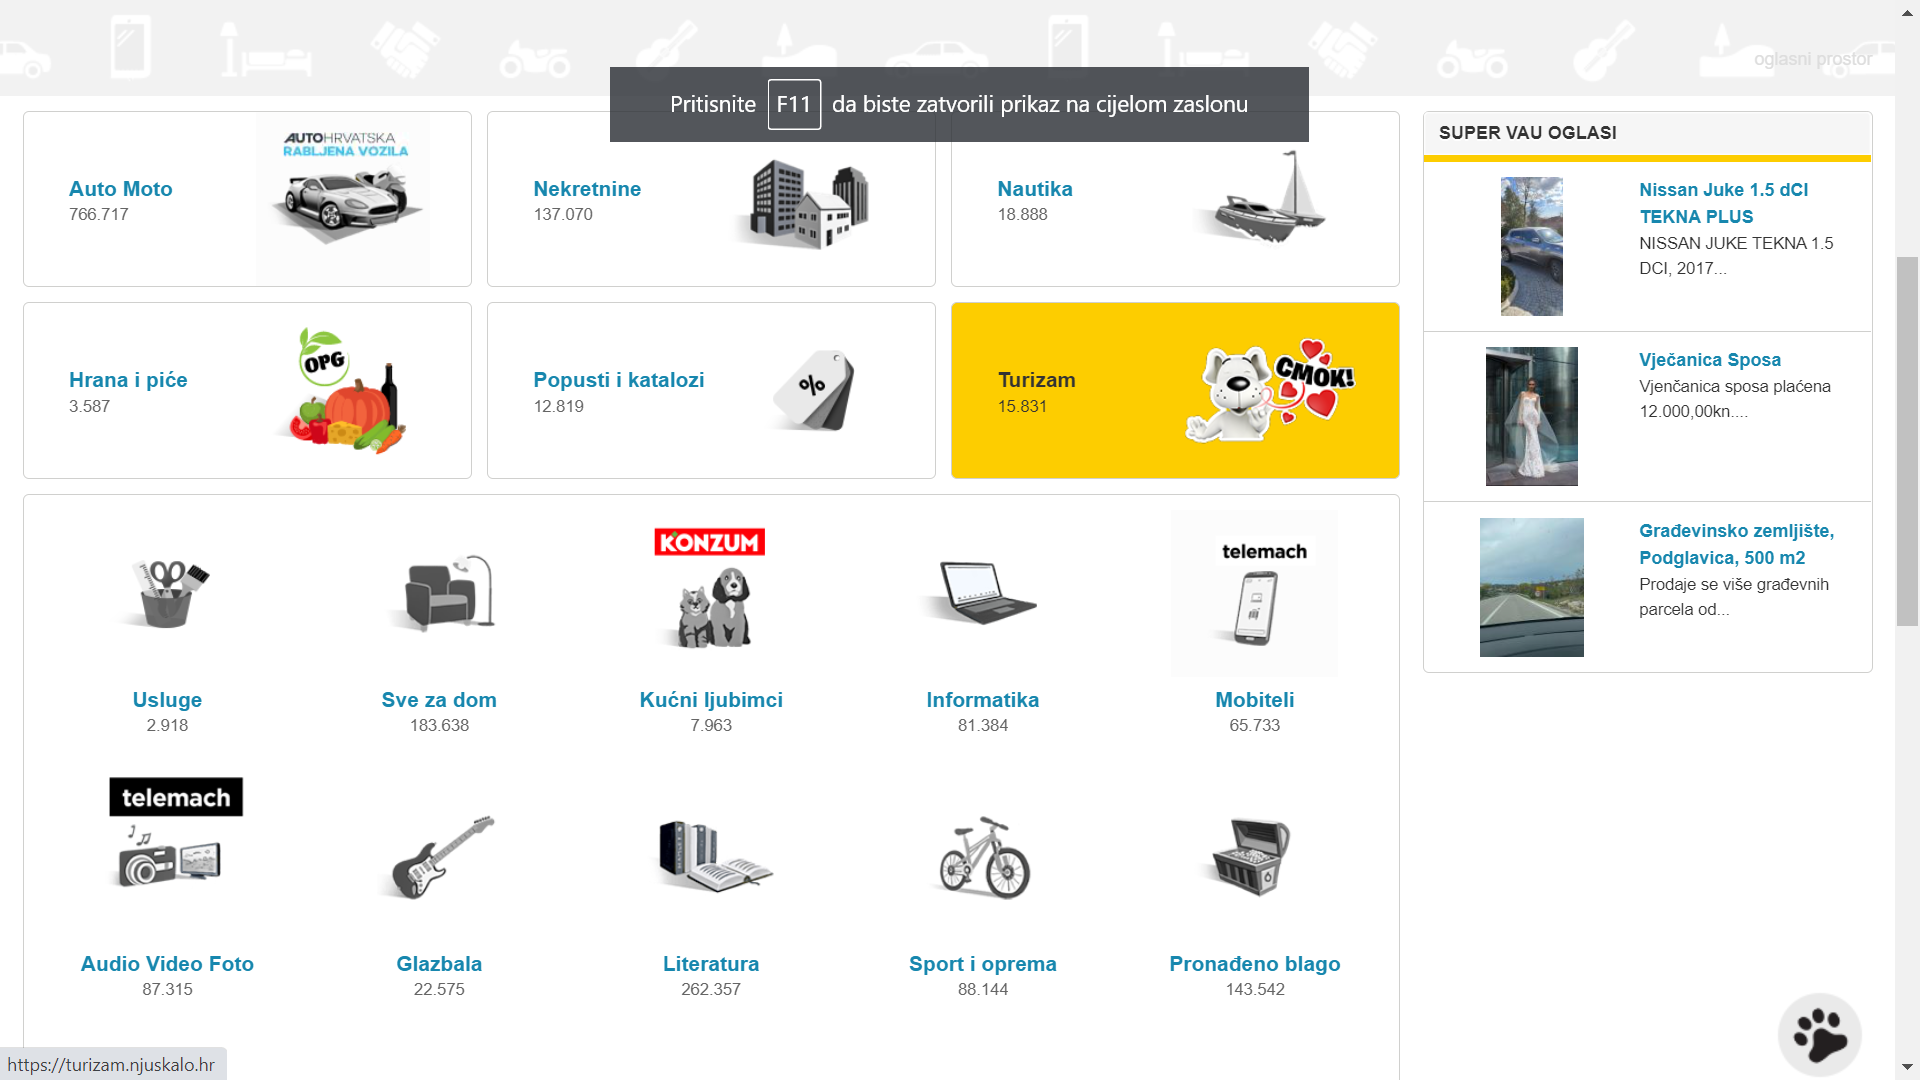 oglasni prostor
Pritisnite F11 da biste zatvorili prikaz na cijelom zaslonu
AUTOHRVATSKA
RABLJENA VOZILA
Auto Moto
766.717
Nekretnine
137.070
Nautika
18.888
OPG
Hrana i piće
3.587
%
Popusti i katalozi
12.819
Turizam
15.831
CMOK!
SUPER VAU OGLASI
Nissan Juke 1.5 dCI
TEKNA PLUS
NISSAN JUKE TEKNA 1.5
DCI, 2017...
Vječanica Sposa
Vjenčanica sposa plaćena
12.000,00kn....
Građevinsko zemljište,
Podglavica, 500 m2
Prodaje se više građevnih
parcela od...
KONZUM
telemach
Usluge
2.918
Sve za dom
183.638
Kućni ljubimci
7.963
Informatika
81.384
Mobiteli
65.733
telemach
Audio Video Foto
87.315
Glazbala
22.575
Literatura
262.357
Sport i oprema
88.144
Pronađeno blago
143.542
https://turizam.njuskalo.hr